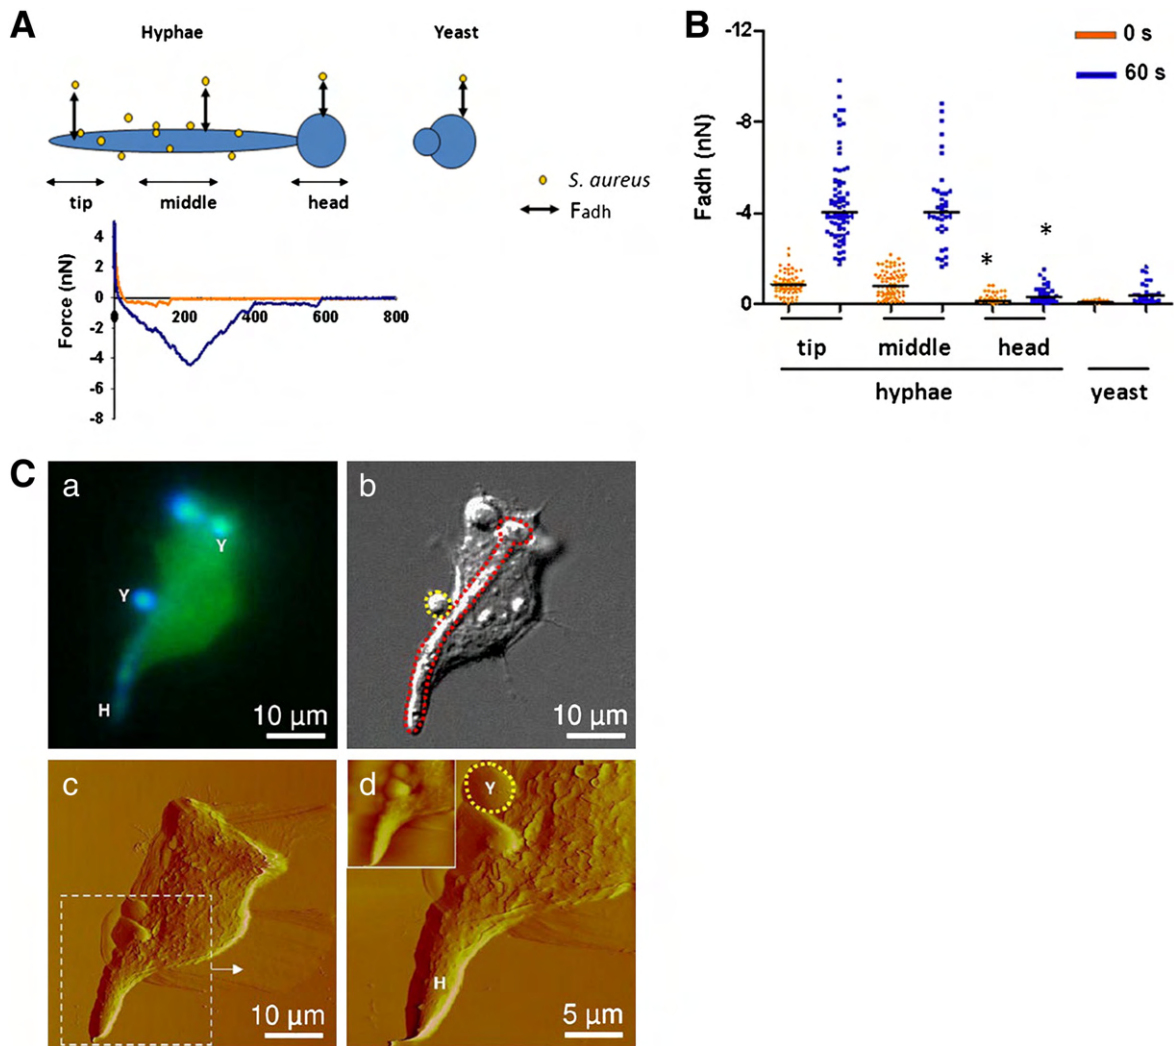 A
Hyphae
Yeast
tip
middle
head
S. aureus
Fadh
Force (nN)
4
2
0
-2
-4
-6
-8
0
200
400
600
800
B
-12
-8
-4
0
Fadh (nN)
0 s
60 s
*
*
tip
middle
head
hyphae
yeast
C
a
Y
Y
H
10 µm
b
10 µm
c
10 µm
d
Y
H
5 µm